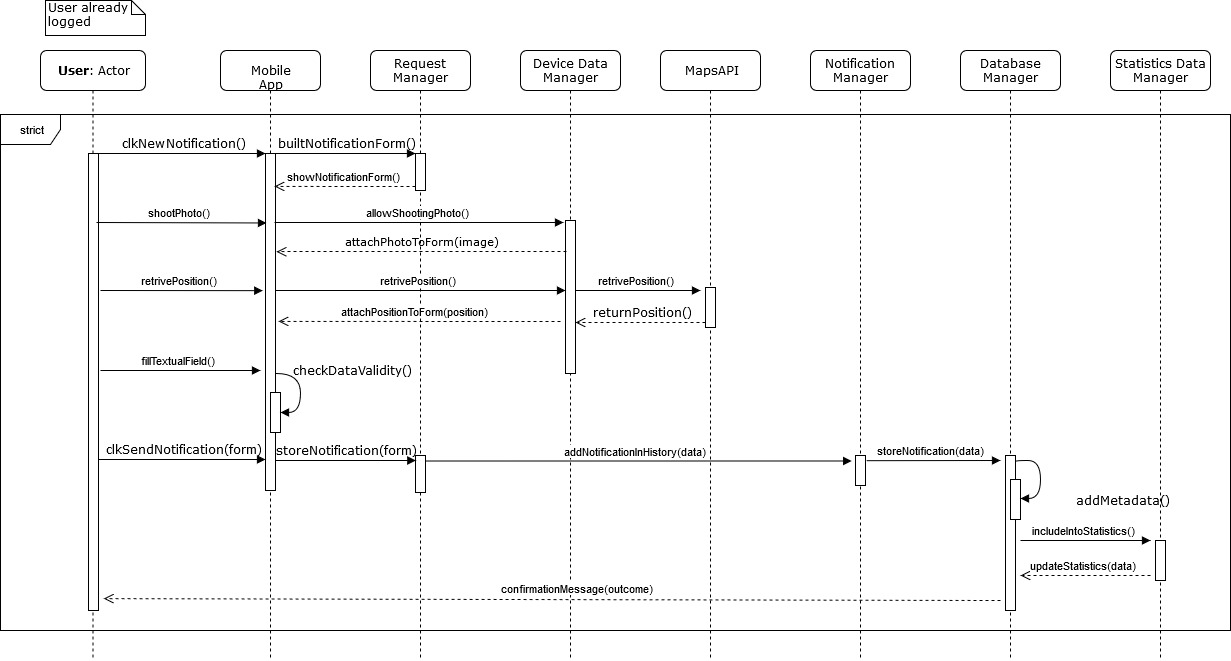 User already
logged
User: Actor
Mobile
App
Request
Manager
Device Data
Manager
MapsAPI
Notification
Manager
Database
Manager
Statistics Data
Manager
strict
clkNewNotification()
builtNotificationForm()
showNotificationForm()
shootPhoto()
allowShootingPhoto()
attachPhotoToForm(image)
retrivePosition()
retrivePosition()
retrivePosition()
attachPositionToForm(position)
returnPosition()
fillTextualField()
checkDataValidity()
clkSendNotification(form)
storeNotification(form)
addNotificationInHistory(data)
storeNotification(data)
addMetadata()
includeIntoStatistics()
updateStatistics(data)
confirmationMessage(outcome)